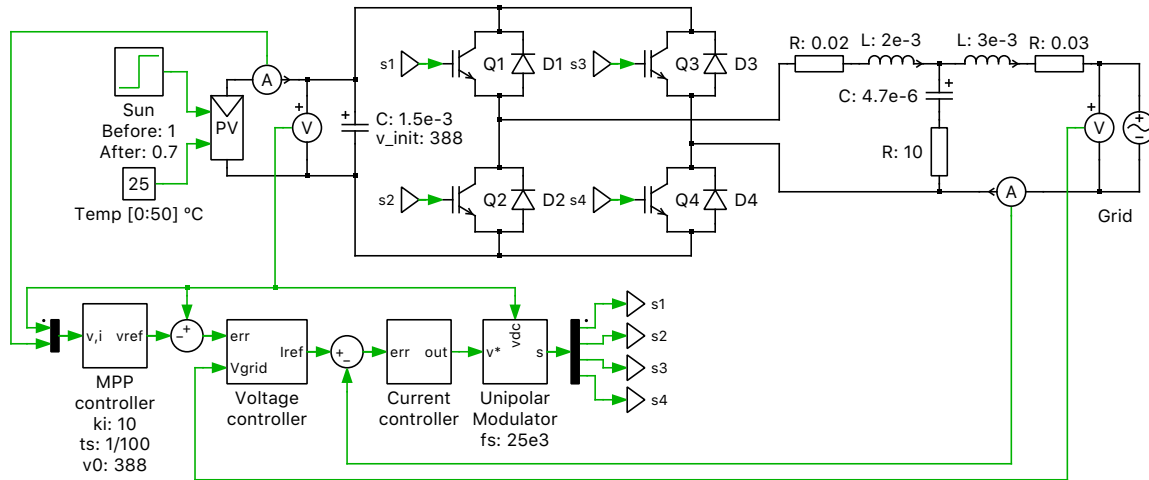 R: 0.02
L: 2e-3
L: 3e-3
R: 0.03
s1
Q1
D1
s3
Q3
D3
A
Sun
Before: 1
After: 0.7
PV
V
C: 1.5e-3
v_init: 388
C: 4.7e-6
V
R: 10
25
Temp [0:50] °C
s2
Q2
D2
s4
Q4
D4
A
Grid
v,i
vref
err
Iref
Vgrid
err
out
vdc
v*
s
s1
s2
s3
s4
MPP
controller
ki: 10
ts: 1/100
v0: 388
Voltage
controller
Current
controller
Unipolar
Modulator
fs: 25e3